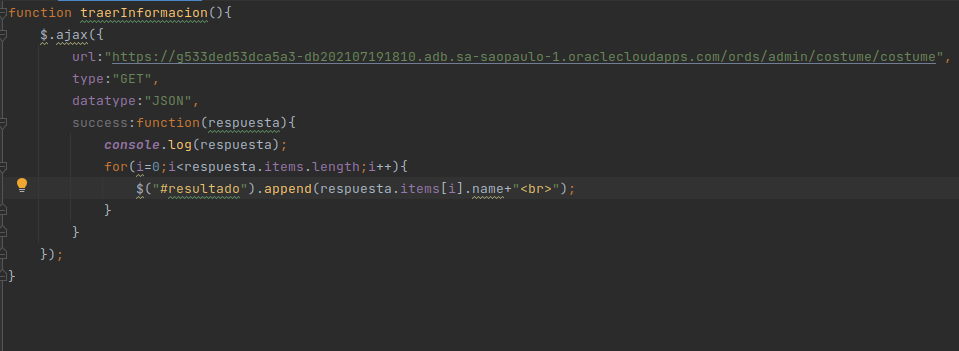 function traerInformacion(){
$.ajax({
url:"https://g533ded53dca5a3-db202107191810.adb.sa-saopaulo-1.oraclecloudapps.com/ords/admin/costume/costume",
type:"GET",
datatype:"JSON",
success:function(respuesta){
console.log(respuesta);
for(i=0;i<respuesta.items.length;i++){
$("#resultado").append(respuesta.items[i].name+"<br>");
}
}
});
}